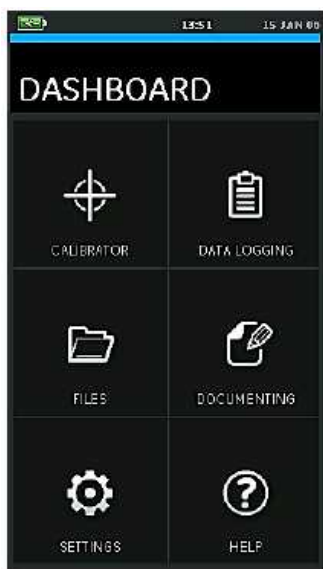 13:51 15 JAN 00
DASHBOARD
CALIBRATOR DATA LOGGING
FILES DOCUMENTING
SETTINGS HELP